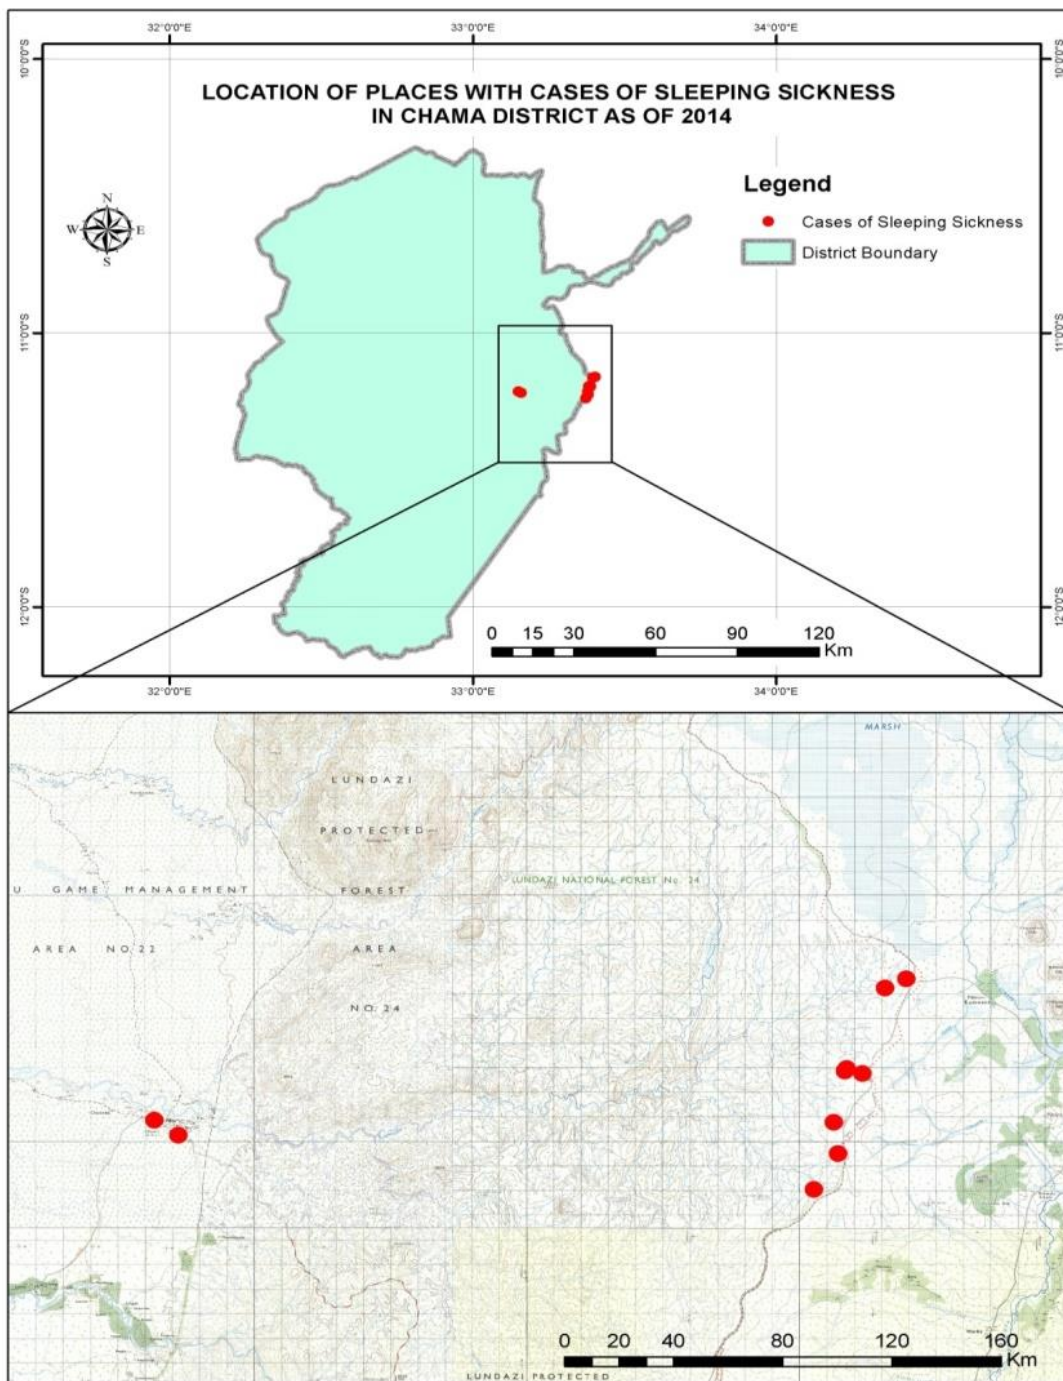 32°0'0"E 33°0'0"E 34°0'0"E
10°0'0"S 10°0'0"S
LOCATION OF PLACES WITH CASES OF SLEEPING SICKNESS
IN CHAMA DISTRICT AS OF 2014
N
W E
S
Legend
Cases of Sleeping Sickness
District Boundary
11°0'0"S 11°0'0"S
12°0'0"S 12°0'0"S
0 15 30 60 90 120
Km
32°0'0"E 33°0'0"E 34°0'0"E
MARSH
LUNDAZI
PROTECTED
LUNDAZI NATIONAL FOREST No. 24
U GAME MANAGEMENT FOREST
AREA NO.22 AREA
NO. 24
0 20 40 80 120 160
Km
LUNDAZI PROTECTED